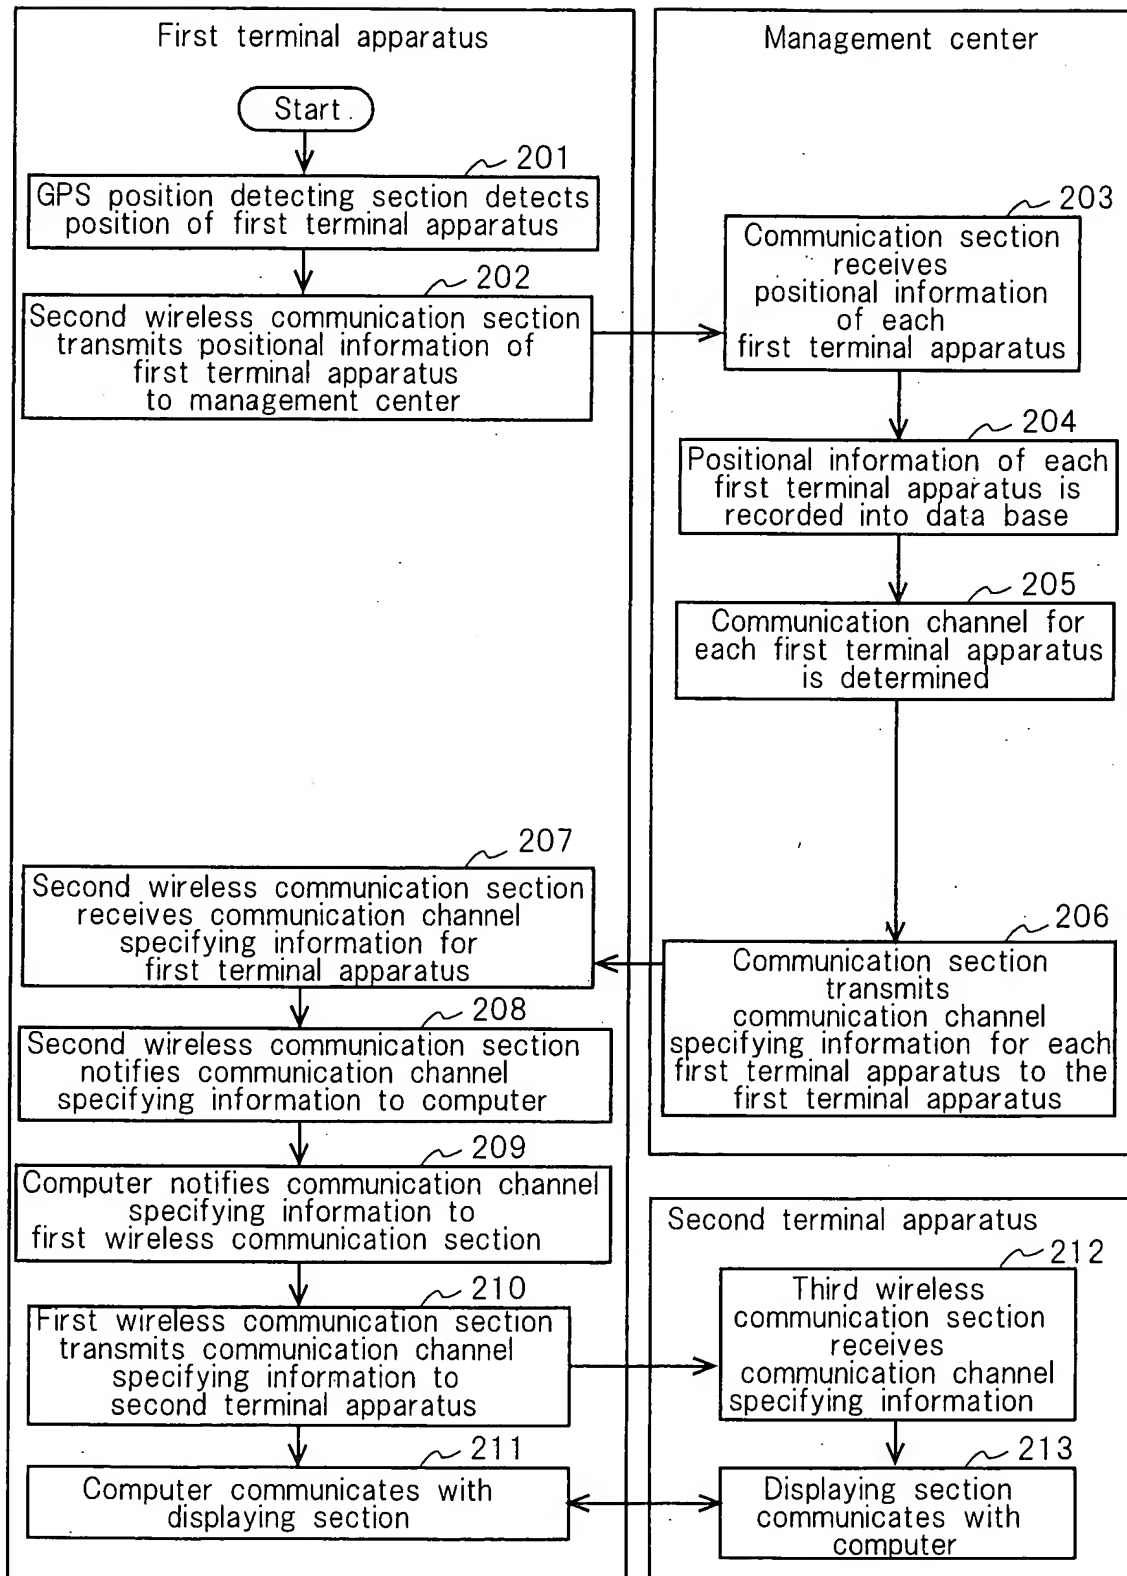 First terminal apparatus
Start
201
GPS position detecting section detects
position of first terminal apparatus
202
Second wireless communication section
transmits positional information of
first terminal apparatus
to management center
Management center
203
Communication section
receives
positional information
of each
first terminal apparatus
204
Positional information of each
first terminal apparatus is
recorded into data base
205
Communication channel for
each first terminal apparatus
is determined
206
Communication section
transmits
communication channel
specifying information for each
first terminal apparatus to the
first terminal apparatus
207
Second wireless communication section
receives communication channel
specifying information for
first terminal apparatus
208
Second wireless communication section
notifies communication channel
specifying information to computer
209
Computer notifies communication channel
specifying information to
first wireless communication section
210
First wireless communication section
transmits communication channel
specifying information to
second terminal apparatus
211
Computer communicates with
displaying section
Second terminal apparatus
212
Third wireless
communication section
receives
communication channel
specifying information
213
Displaying section
communicates with
computer